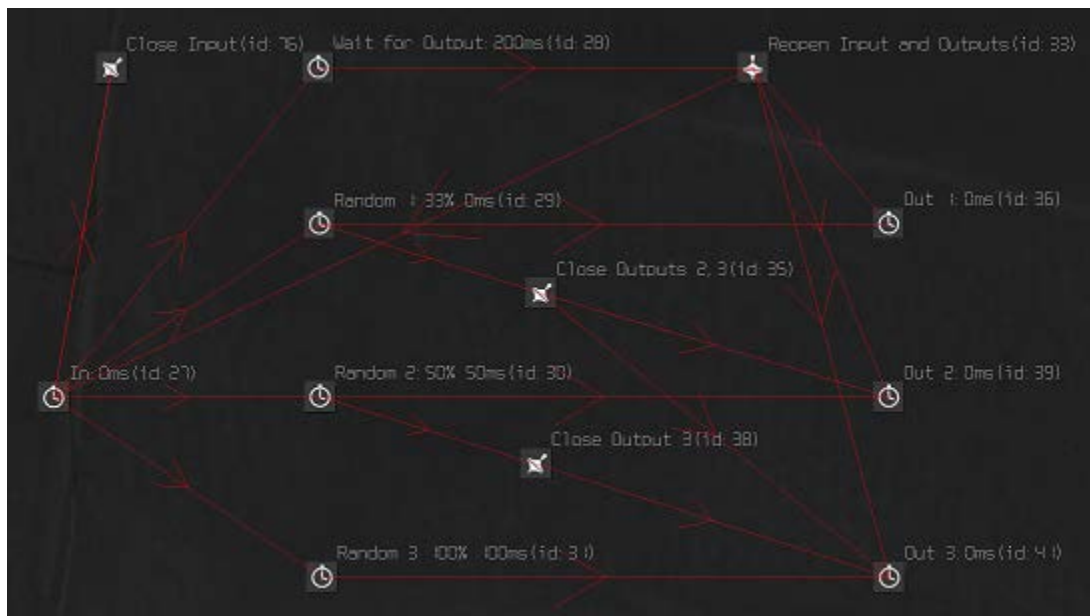 Close Input(id: 76)
Wait for Output: 200ms(id: 28)
Reopen Input and Outputs(id: 33)
Random 1: 33% 0ms(id: 29)
Out 1: 0ms(id: 36)
Close Outputs 2, 3(id: 35)
In: 0ms(id: 27)
Random 2: 50% 50ms(id: 30)
Out 2: 0ms(id: 39)
Close Output 3(id: 38)
Random 3: 100% 100ms(id: 31)
Out 3: 0ms(id: 41)